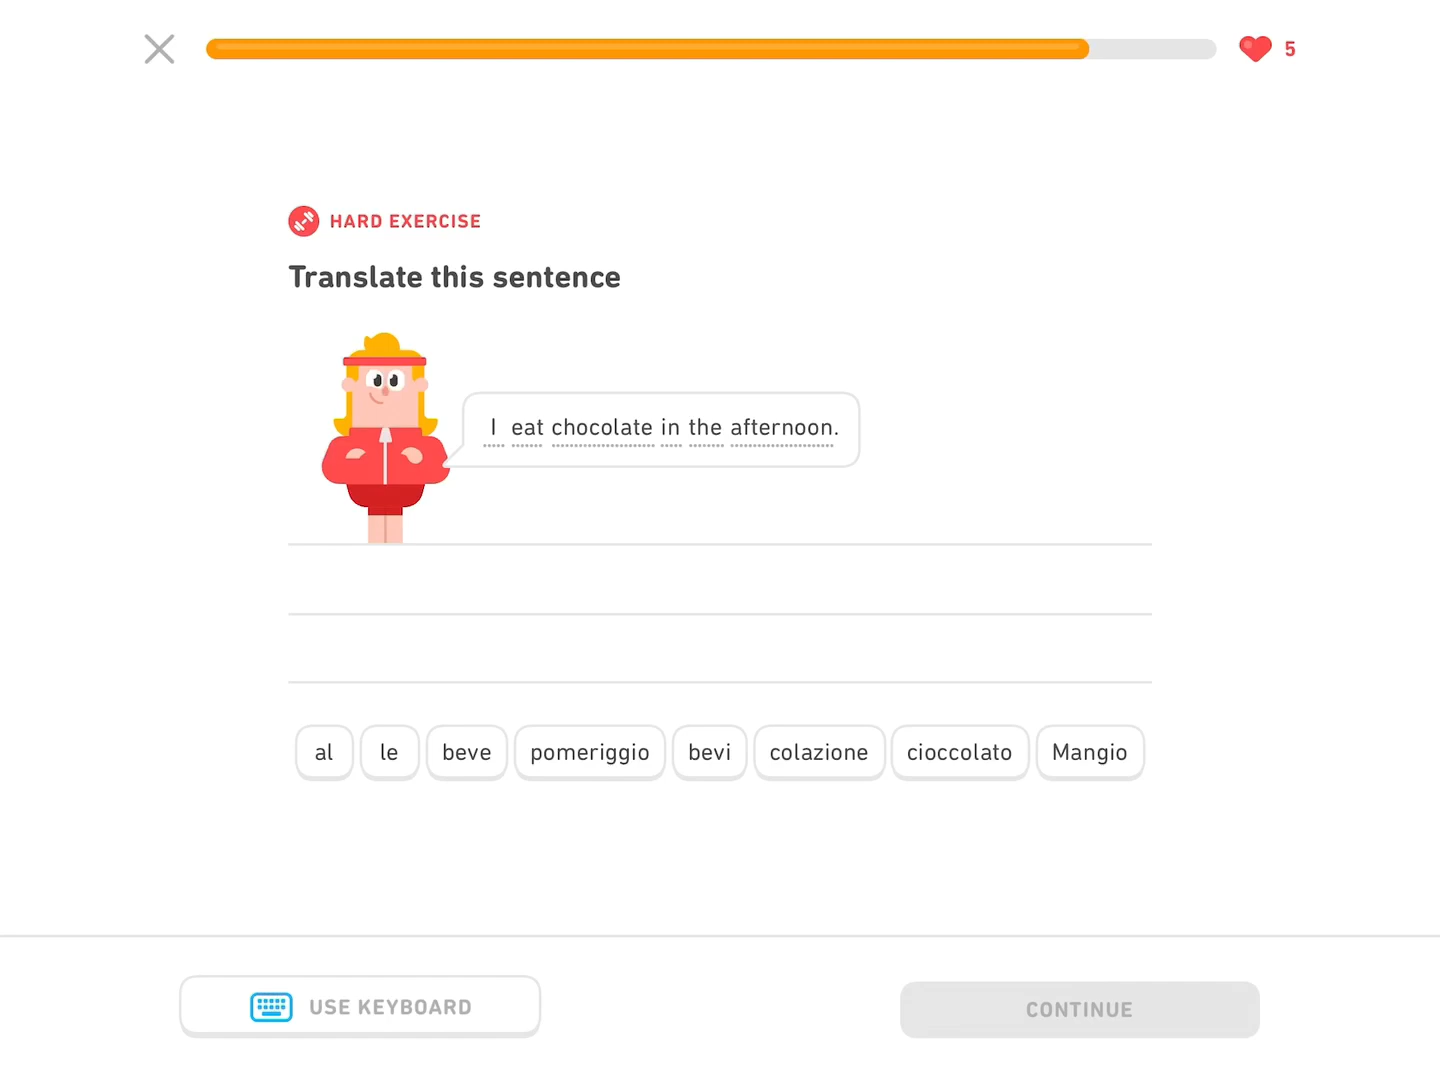 5
HARD EXERCISE
Translate this sentence
I eat chocolate in the afternoon.
al le beve pomeriggio bevi colazione cioccolato Mangio
USE KEYBOARD CONTINUE